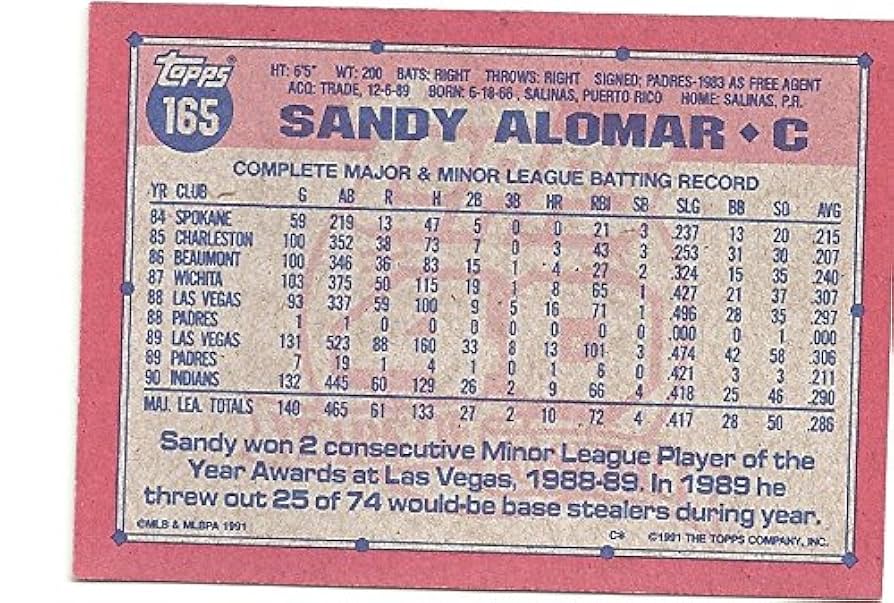 topps
165
HT: 6'5" WT: 200 BATS: RIGHT THROWS: RIGHT SIGNED: PADRES-1983 AS FREE AGENT
ACQ: TRADE, 12-6-89 BORN: 6-18-66, SALINAS, PUERTO RICO HOME: SALINAS, P.R.
SANDY ALOMAR • C
COMPLETE MAJOR & MINOR LEAGUE BATTING RECORD
YR CLUB G AB R H 2B 3B HR RBI SB SLG BB SO AVG
84 SPOKANE 59 219 13 47 5 0 0 21 3 .237 13 20 .215
85 CHARLESTON 100 352 38 73 7 0 3 43 3 .253 31 30 .207
86 BEAUMONT 100 346 36 83 15 1 4 27 2 .324 15 35 .240
87 WICHITA 103 375 50 115 19 1 8 65 1 .427 21 37 .307
88 LAS VEGAS 93 337 59 100 9 5 16 71 1 .496 28 35 .297
88 PADRES 1 1 0 0 0 0 0 0 0 .000 0 1 .000
89 LAS VEGAS 131 523 88 160 33 8 13 101 3 .474 42 58 .306
89 PADRES 7 19 1 4 1 0 1 6 0 .421 3 3 .211
90 INDIANS 132 445 60 129 26 2 9 66 4 .418 25 46 .290
MAJ. LEA. TOTALS 140 465 61 133 27 2 10 72 4 .417 28 50 .286
Sandy won 2 consecutive Minor League Player of the
Year Awards at Las Vegas, 1988-89. In 1989 he
threw out 25 of 74 would-be base stealers during year.
©MLB & MLBPA 1991
C* ©1991 THE TOPPS COMPANY, INC.